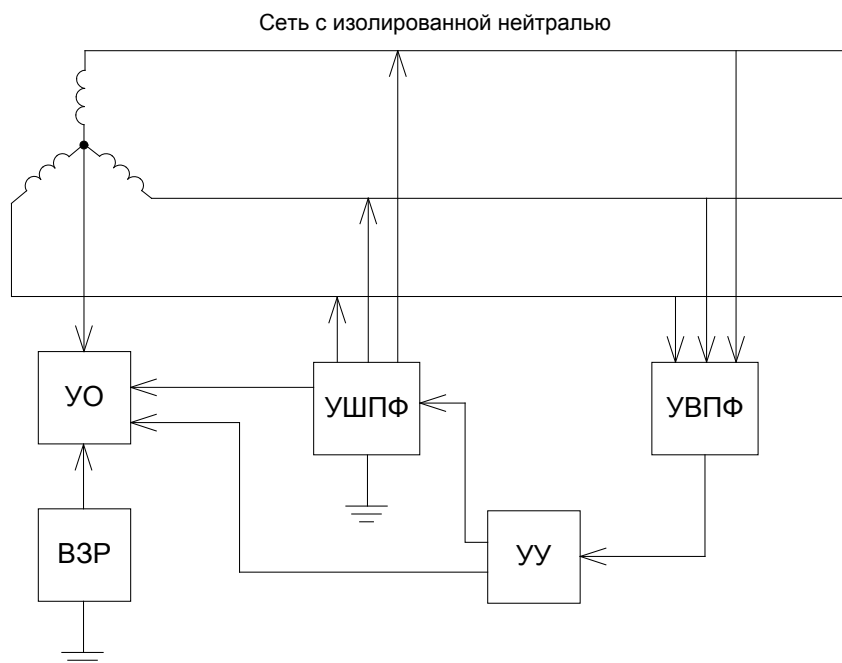 Сеть с изолированной нейтралью
УО
УШПФ
УВПФ
ВЗР
УУ